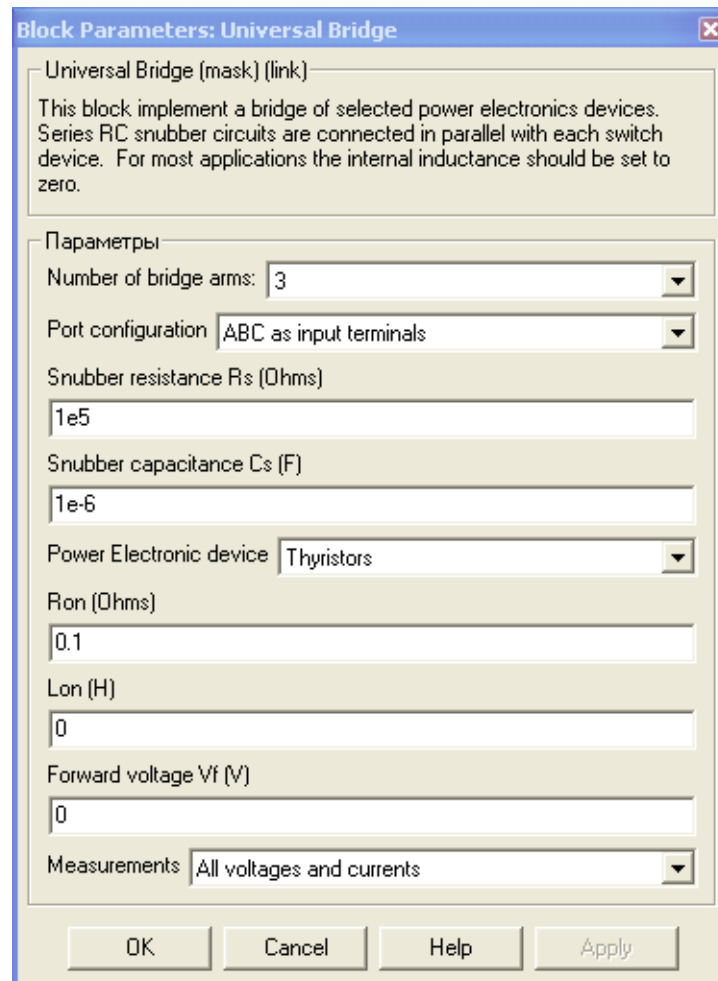 Block Parameters: Universal Bridge
Universal Bridge (mask) (link)
This block implement a bridge of selected power electronics devices.
Series RC snubber circuits are connected in parallel with each switch
device. For most applications the internal inductance should be set to
zero.
Параметры
Number of bridge arms: 3
Port configuration ABC as input terminals
Snubber resistance Rs (Ohms)
1e5
Snubber capacitance Cs (F)
1e-6
Power Electronic device Thyristors
Ron (Ohms)
0.1
Lon (H)
0
Forward voltage Vf (V)
0
Measurements All voltages and currents
OK Cancel Help Apply